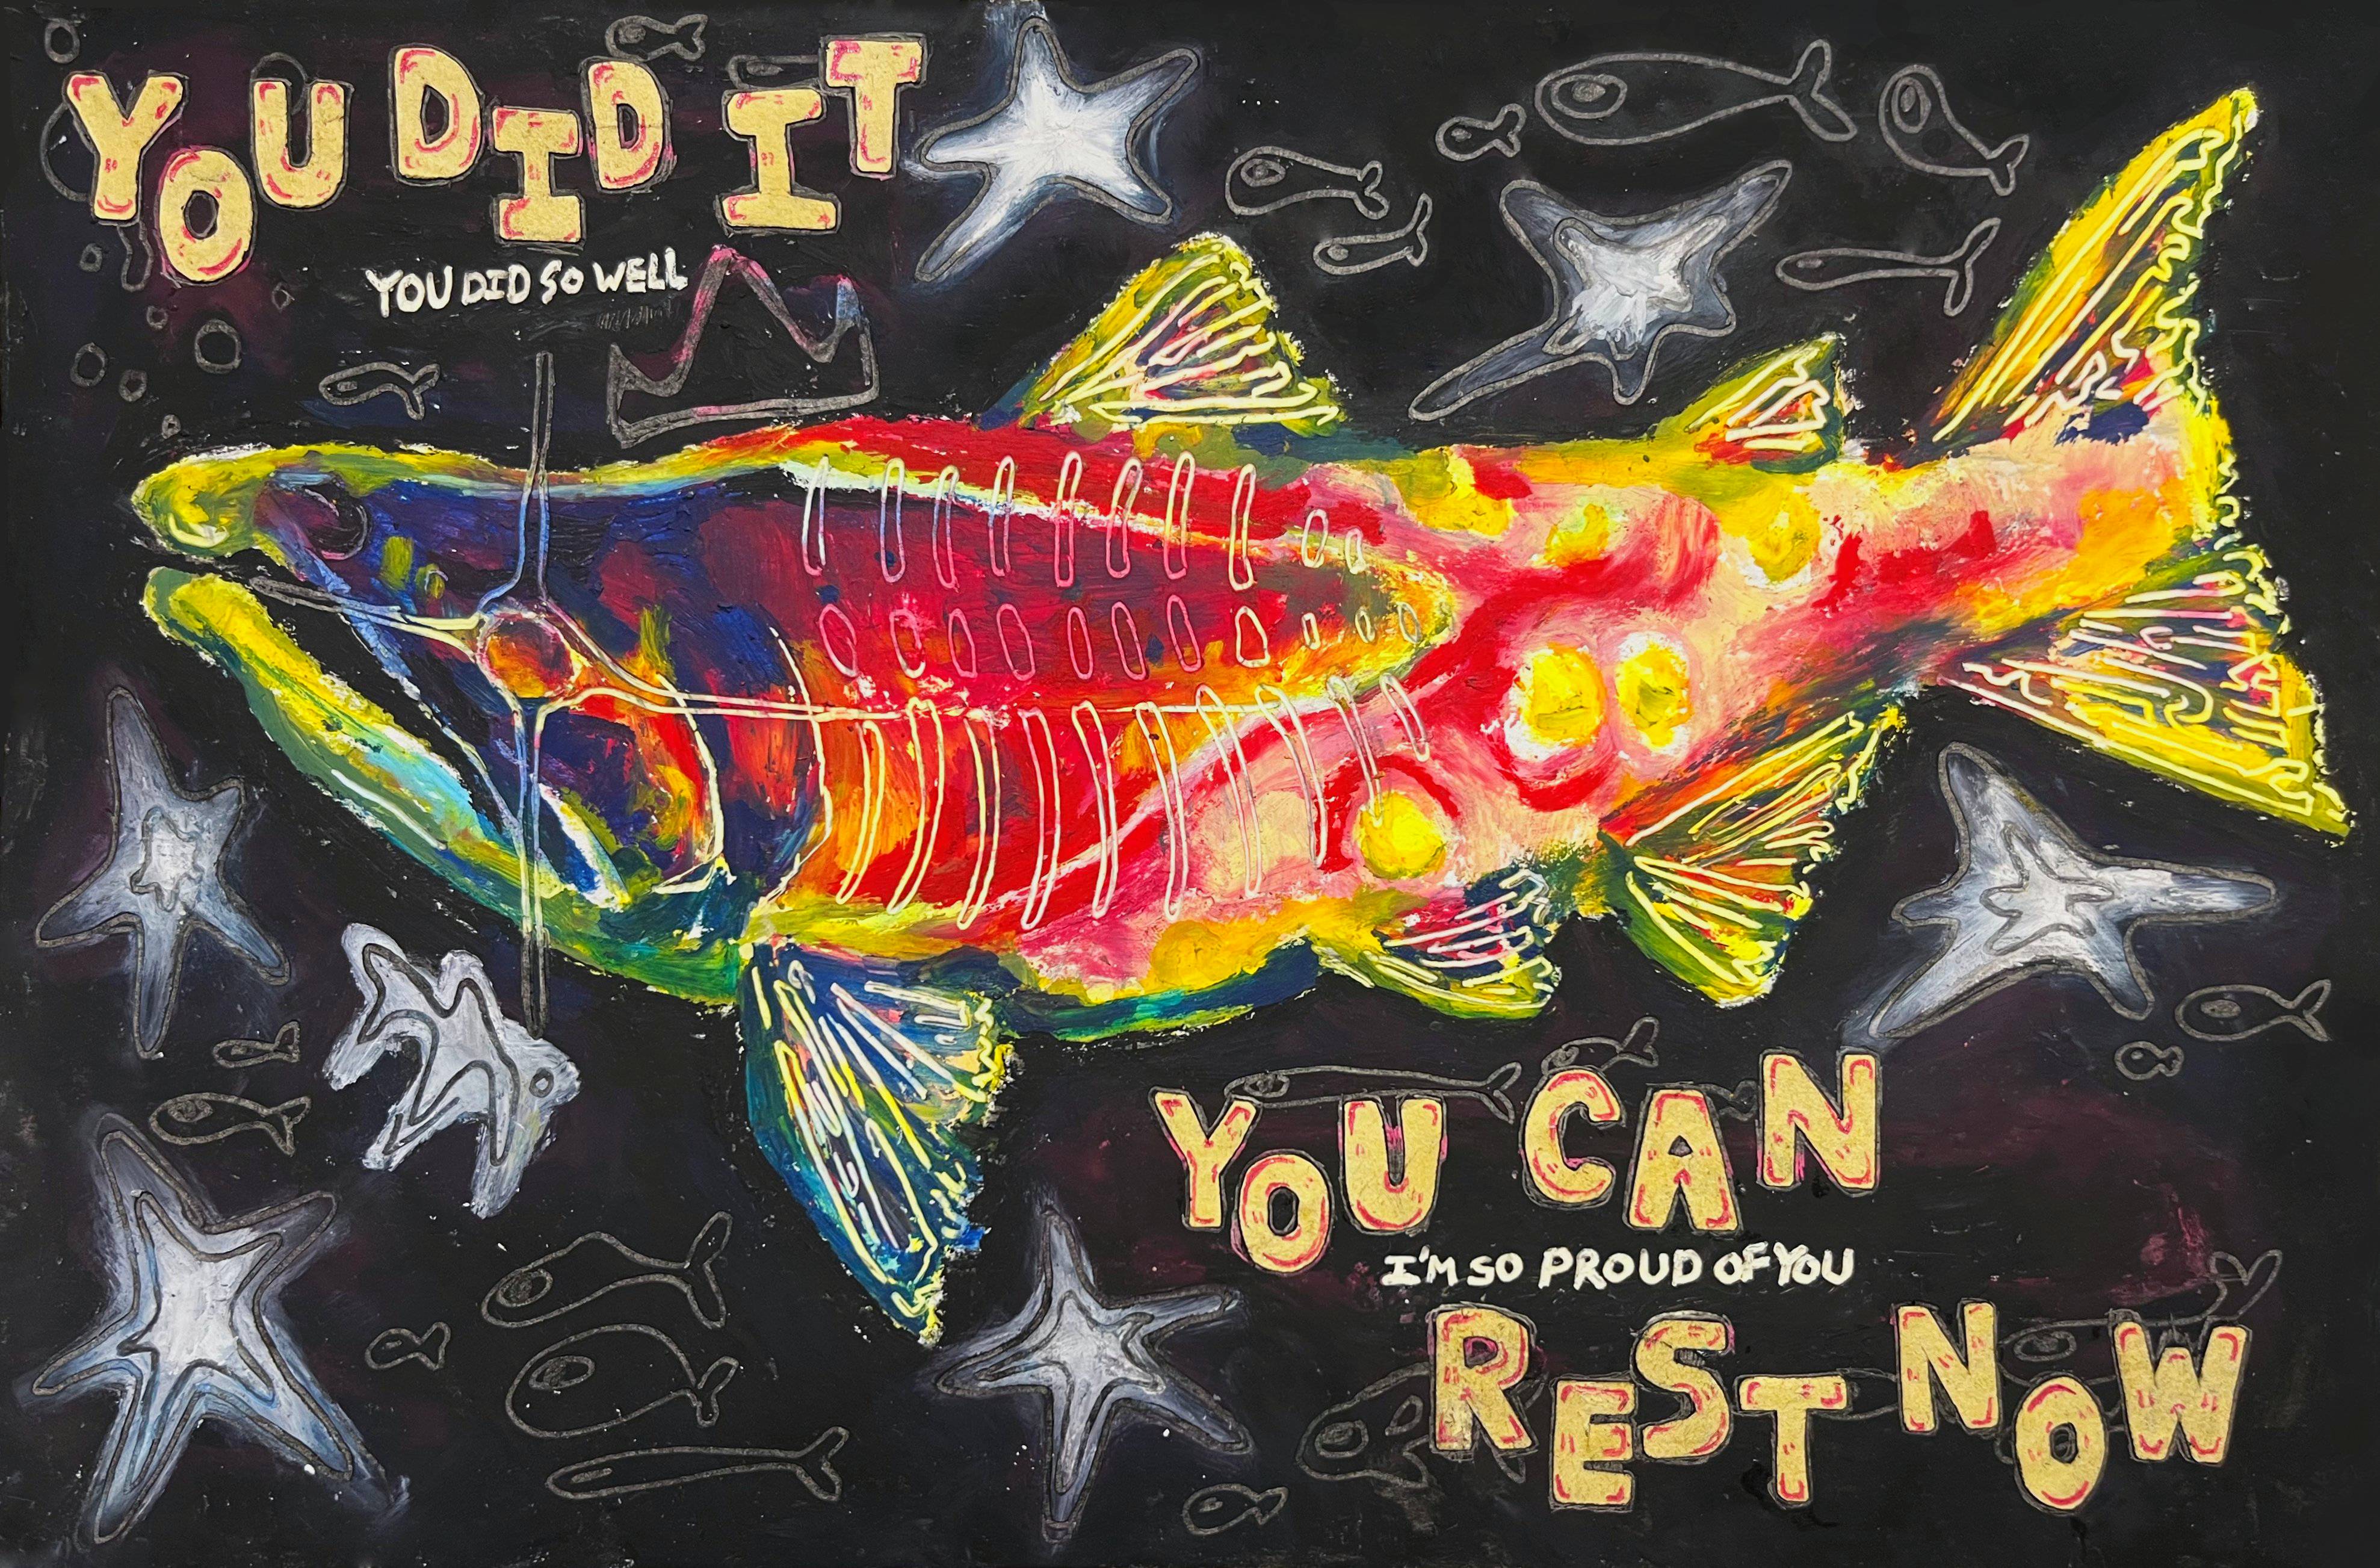 YOU DID IT
YOU DID SO WELL
YOU CAN
I'M SO PROUD OF YOU
REST NOW